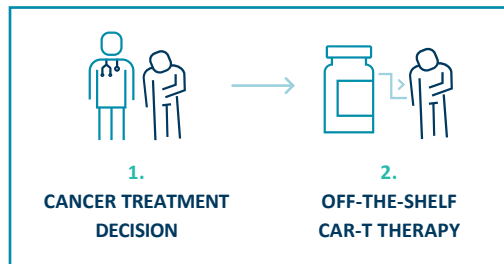 1.
CANCER TREATMENT
DECISION
2.
OFF-THE-SHELF
CAR-T THERAPY